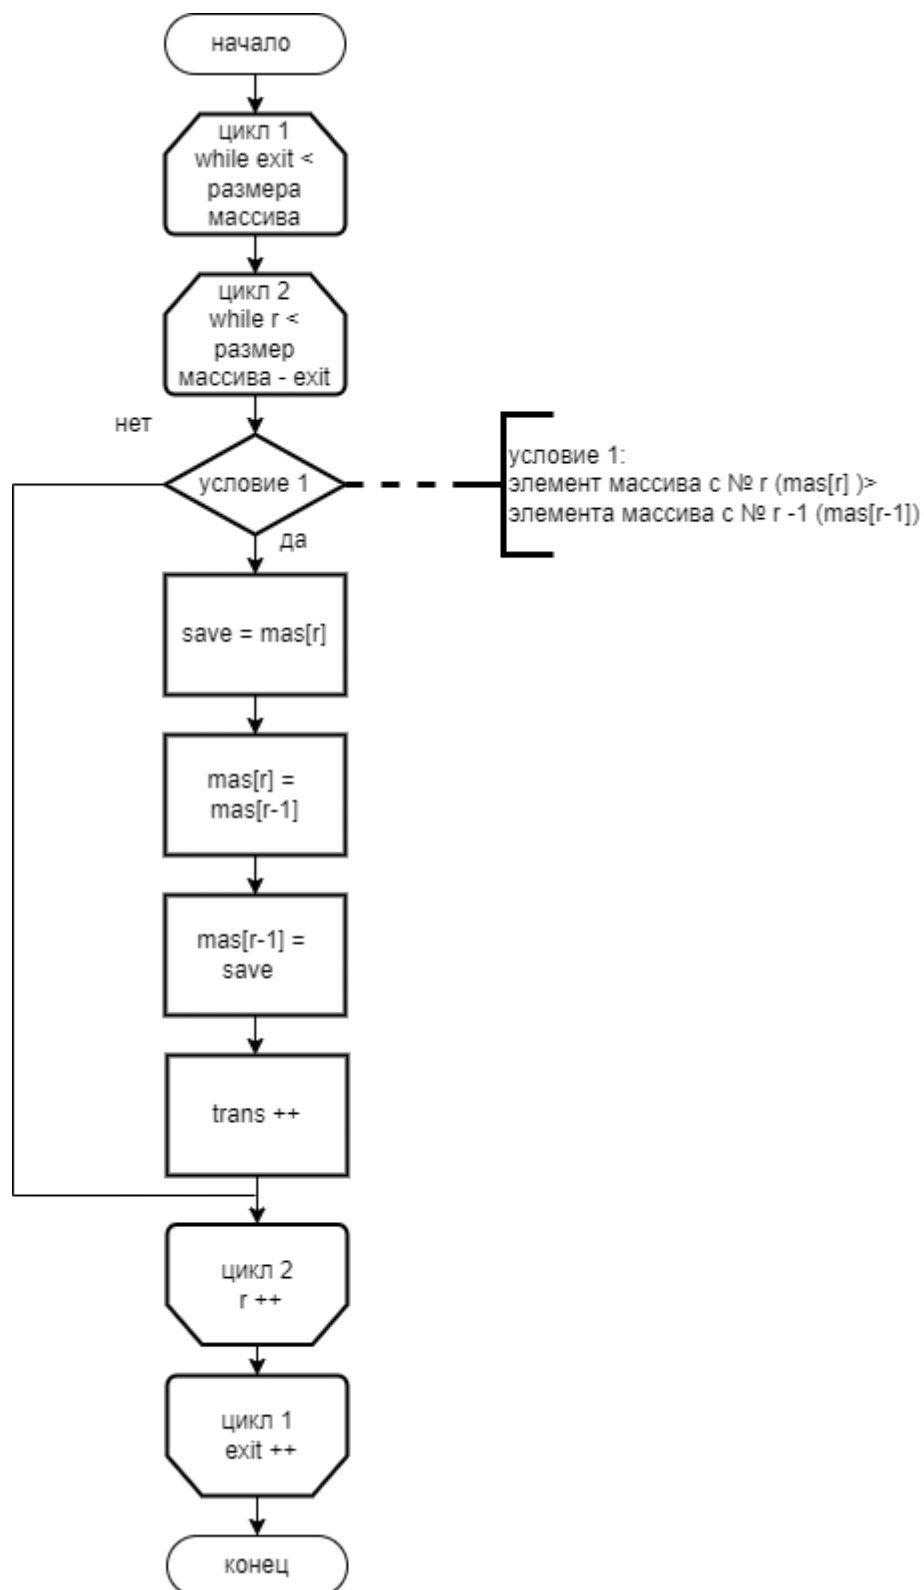 начало
цикл 1
while exit <
размера
массива
цикл 2
while r <
размер
массива - exit
нет
условие 1
условие 1:
элемент массива с № r (mas[r] )>
элемента массива с № r -1 (mas[r-1])
да
save = mas[r]
mas[r] =
mas[r-1]
mas[r-1] =
save
trans ++
цикл 2
r ++
цикл 1
exit ++
конец